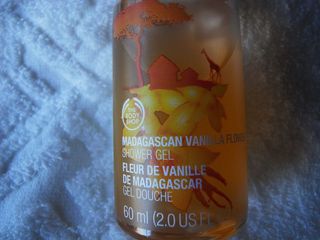 THE
BODY
SHOP
MADAGASCAN VANILLA FLOWER
SHOWER GEL
FLEUR DE VANILLE
DE MADAGASCAR
GEL DOUCHE
60 ml (2.0 US FL